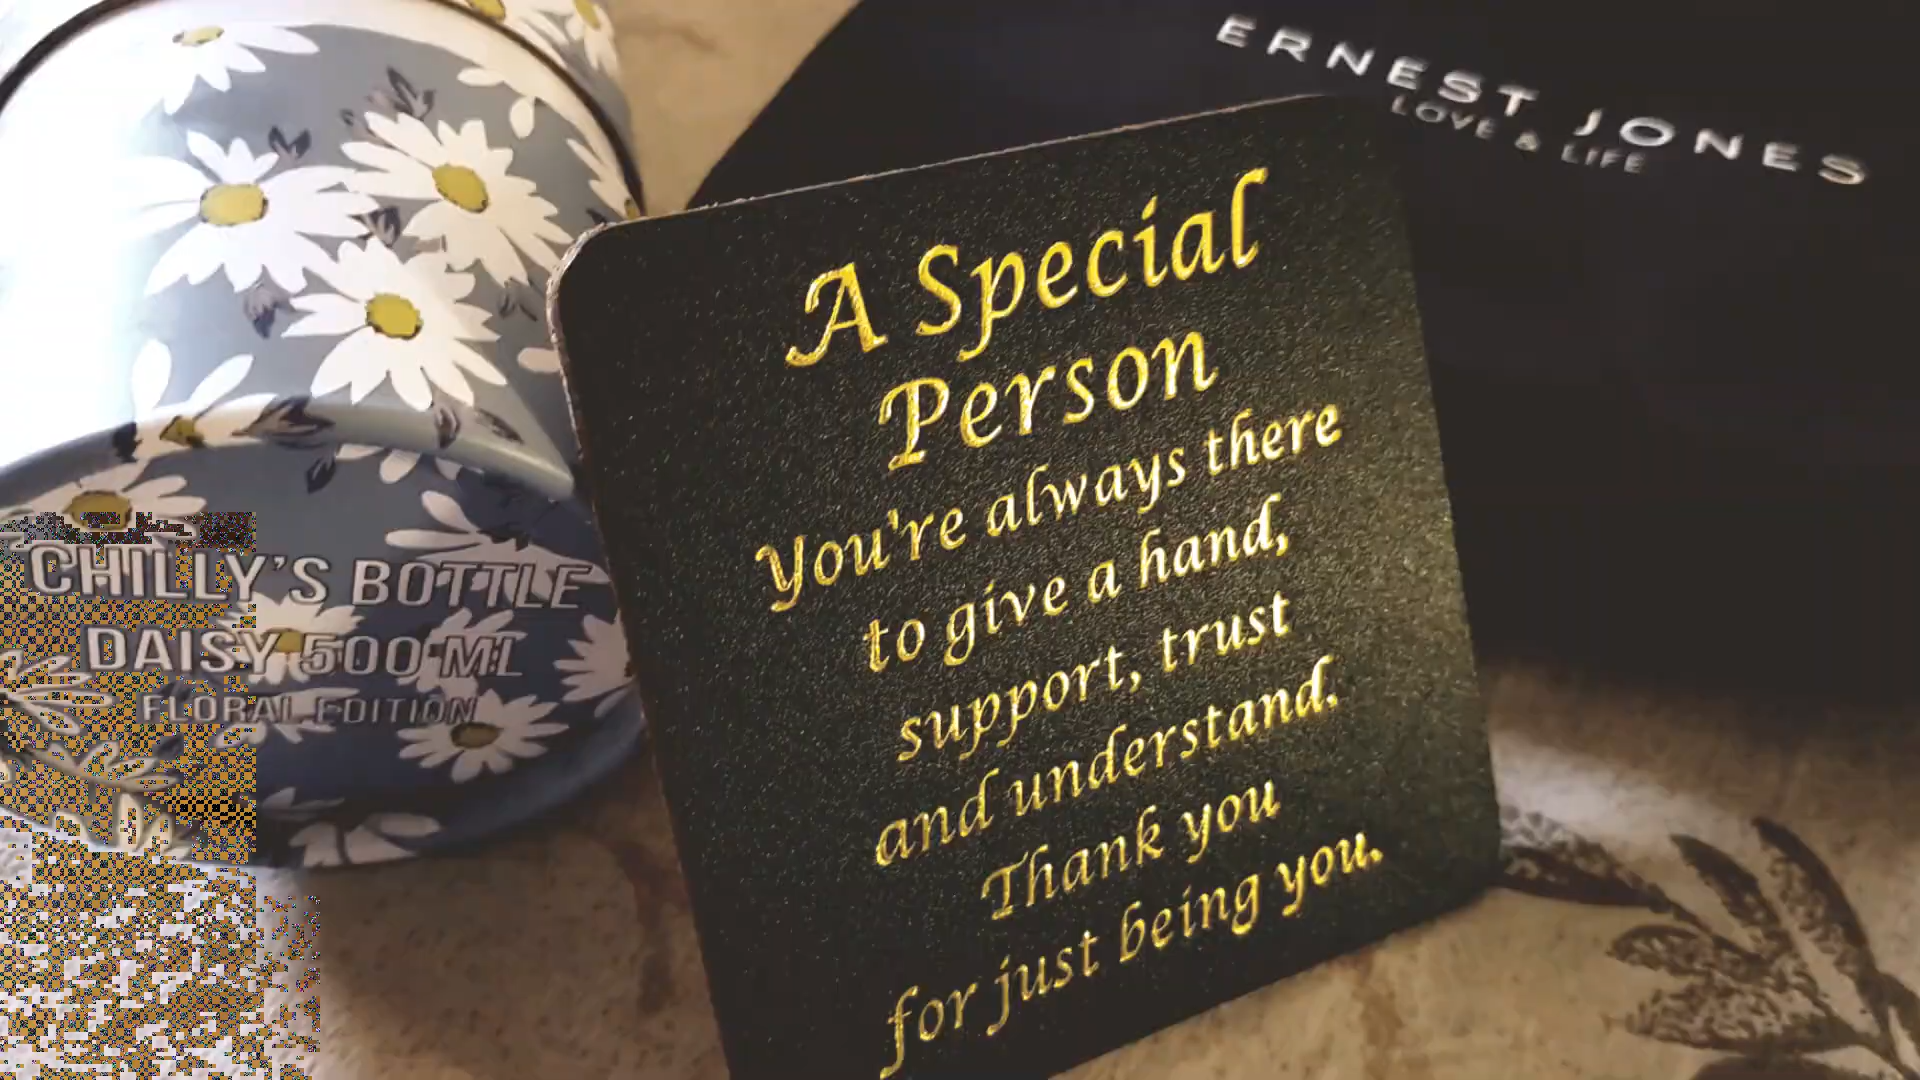 ERNEST JONES
LOVE & LIFE
A Special
Person
You're always there
to give a hand,
support, trust
and understand.
Thank you
for just being you.
CHILLY'S BOTTLE
DAISY 500 ML
FLORAL EDITION